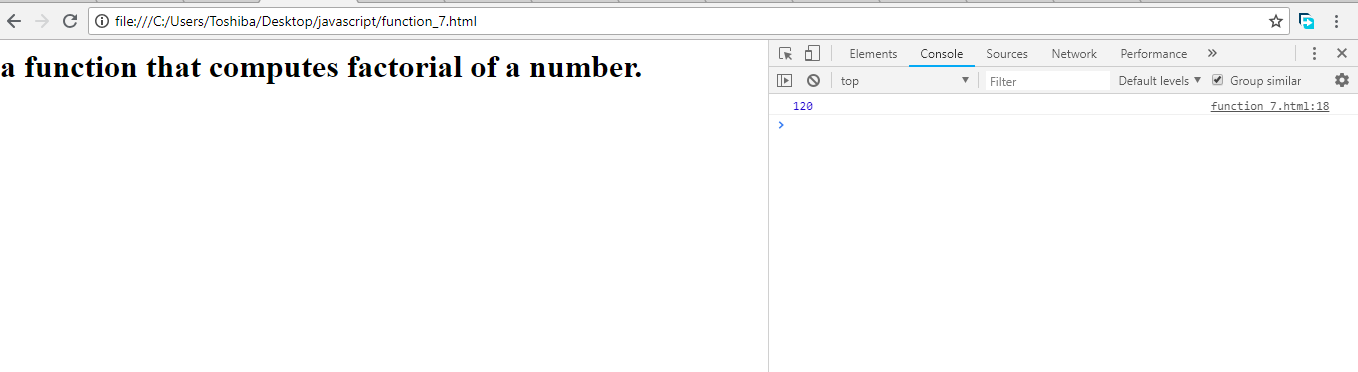 file:///C:/Users/Toshiba/Desktop/javascript/function_7.html
a function that computes factorial of a number.
Elements Console Sources Network Performance »
top Filter Default levels Group similar
120 function_7.html:18